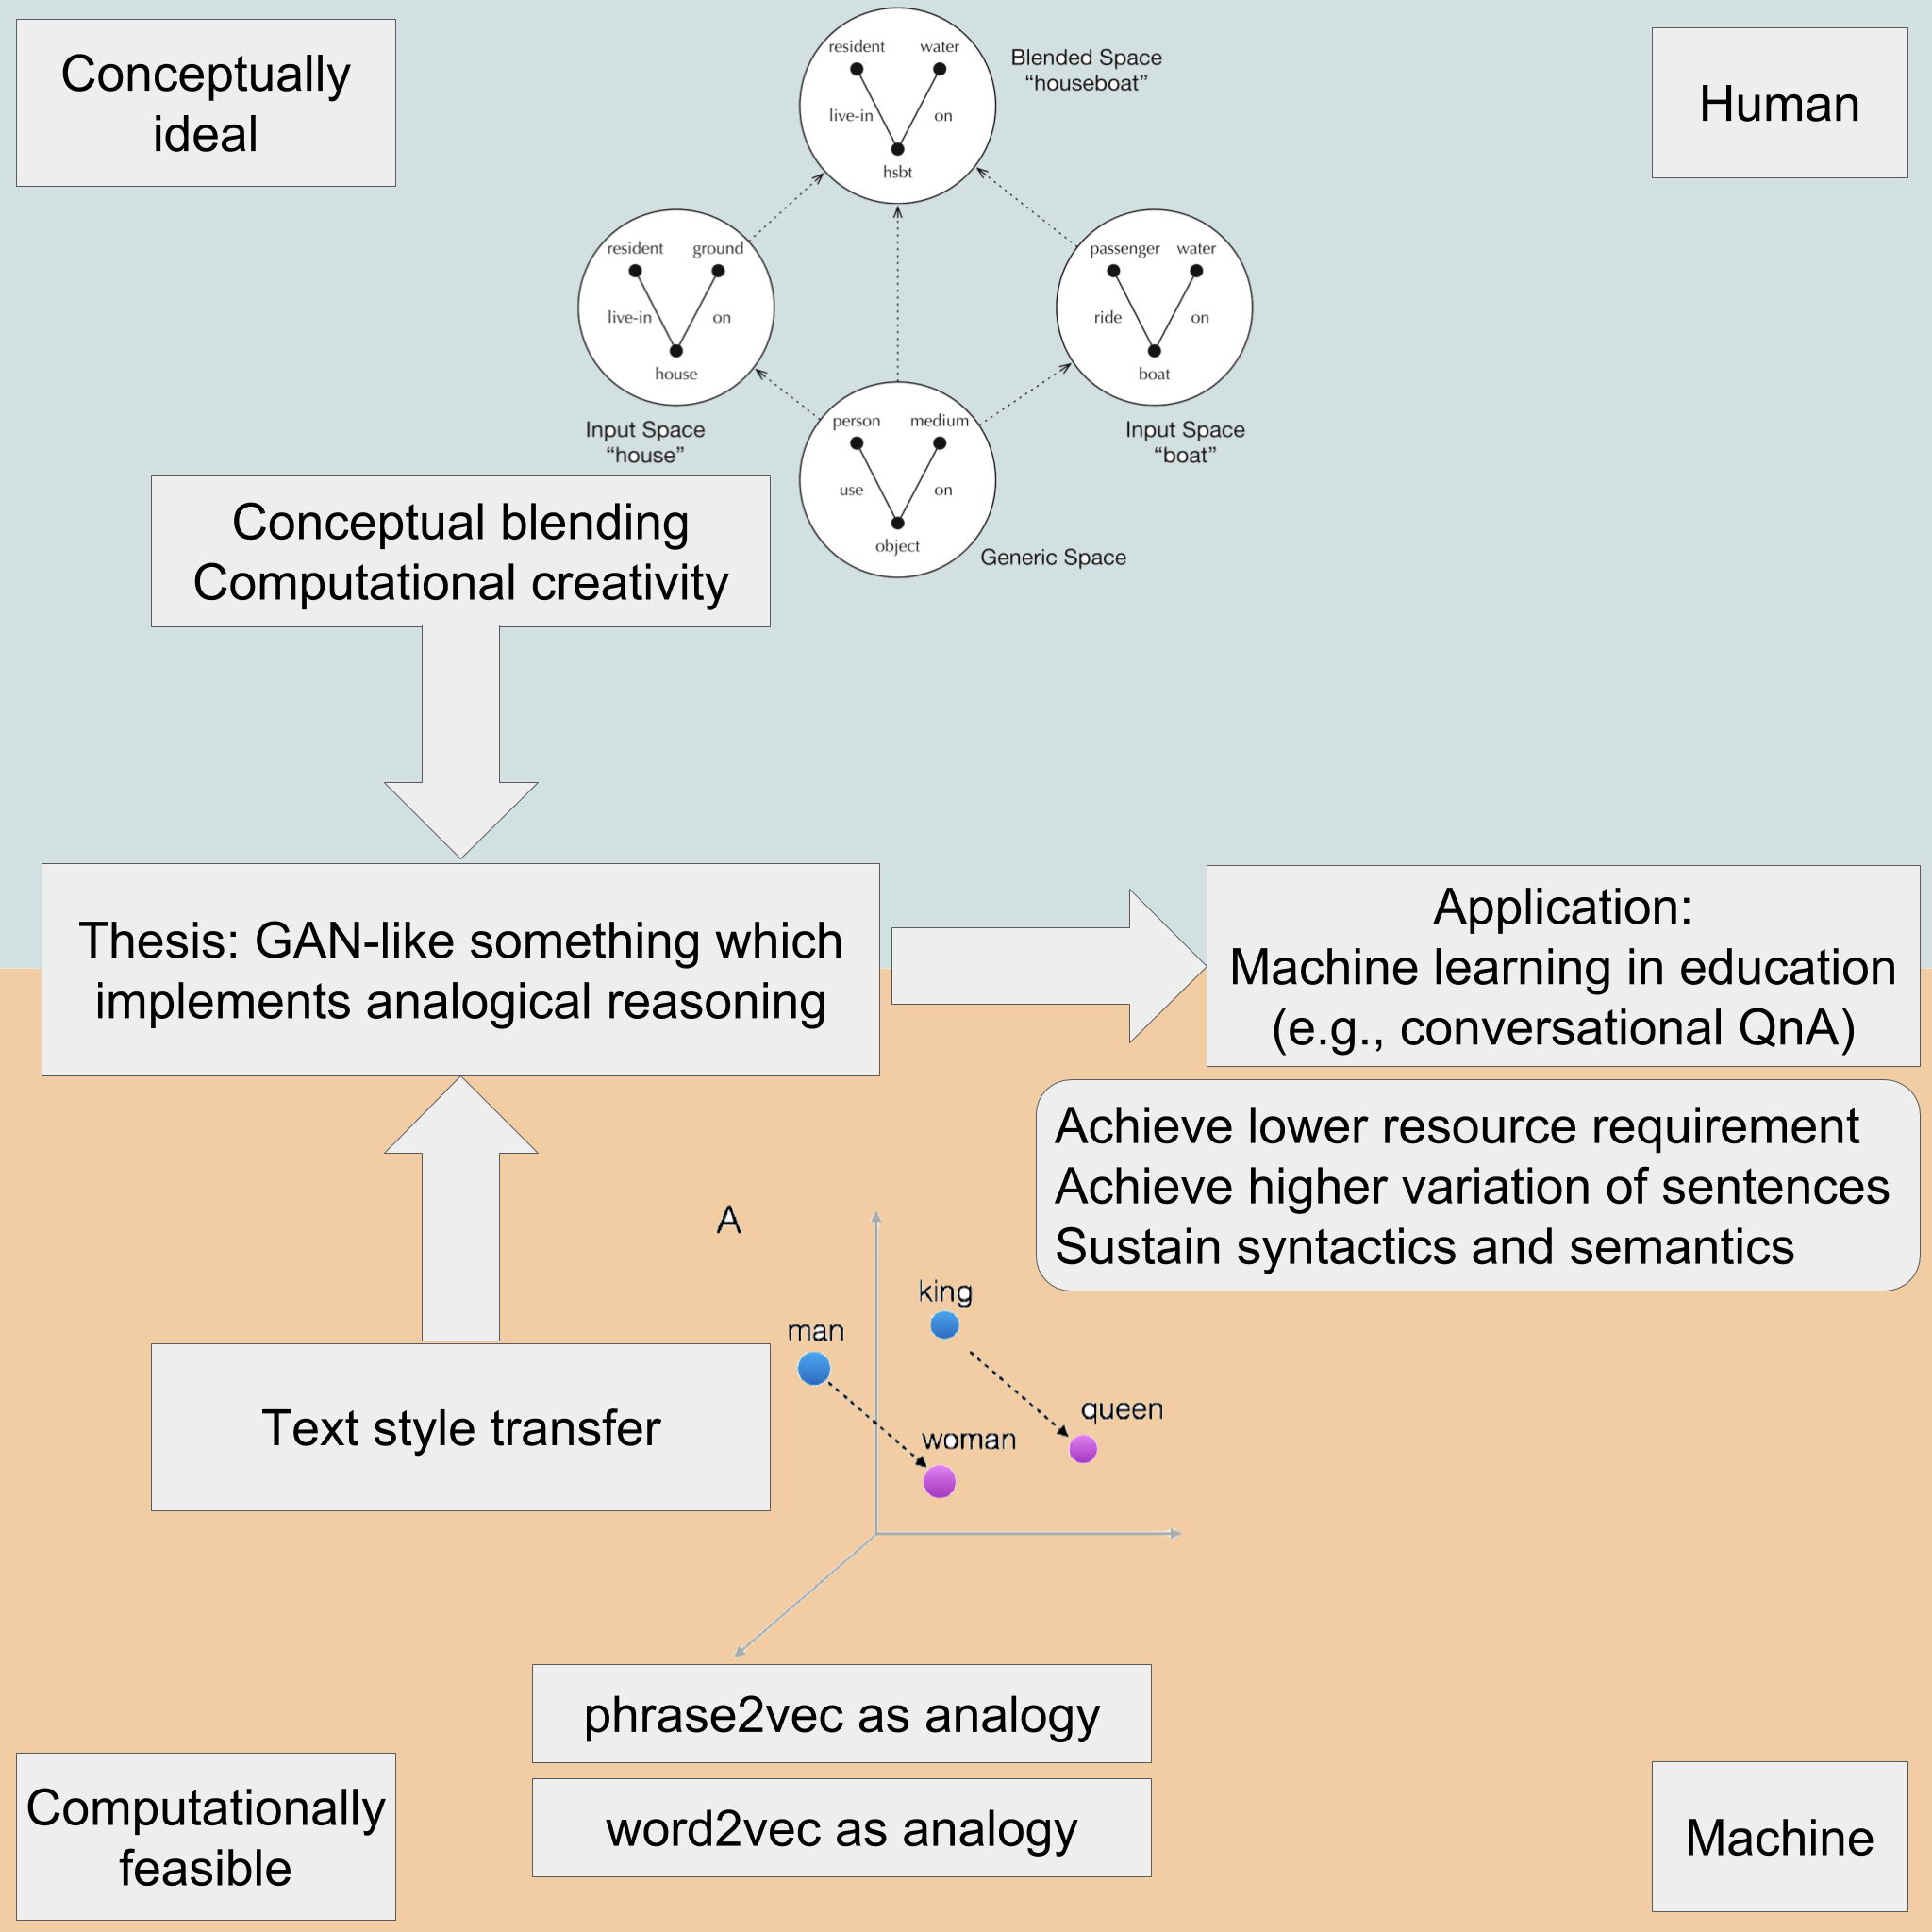 Conceptually
ideal
Human
resident water
live-in on
hsbt
Blended Space
“houseboat”
resident ground
live-in on
house
Input Space
“house”
passenger water
ride on
boat
Input Space
“boat”
person medium
use on
object
Generic Space
Conceptual blending
Computational creativity
Thesis: GAN-like something which
implements analogical reasoning
Application:
Machine learning in education
(e.g., conversational QnA)
Achieve lower resource requirement
Achieve higher variation of sentences
Sustain syntactics and semantics
Text style transfer
A
king
man
queen
woman
phrase2vec as analogy
word2vec as analogy
Computationally
feasible
Machine